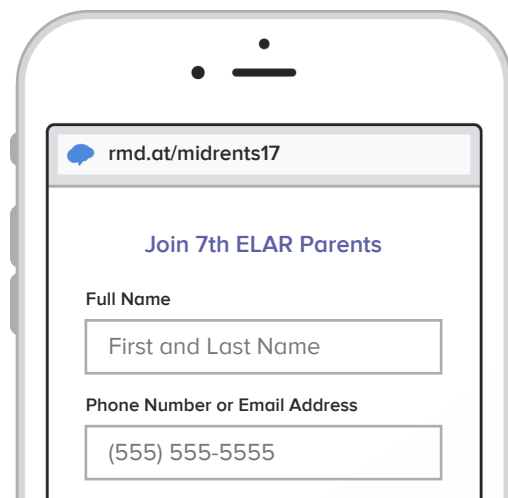 rmd.at/midrents17
Join 7th ELAR Parents
Full Name
First and Last Name
Phone Number or Email Address
(555) 555-5555